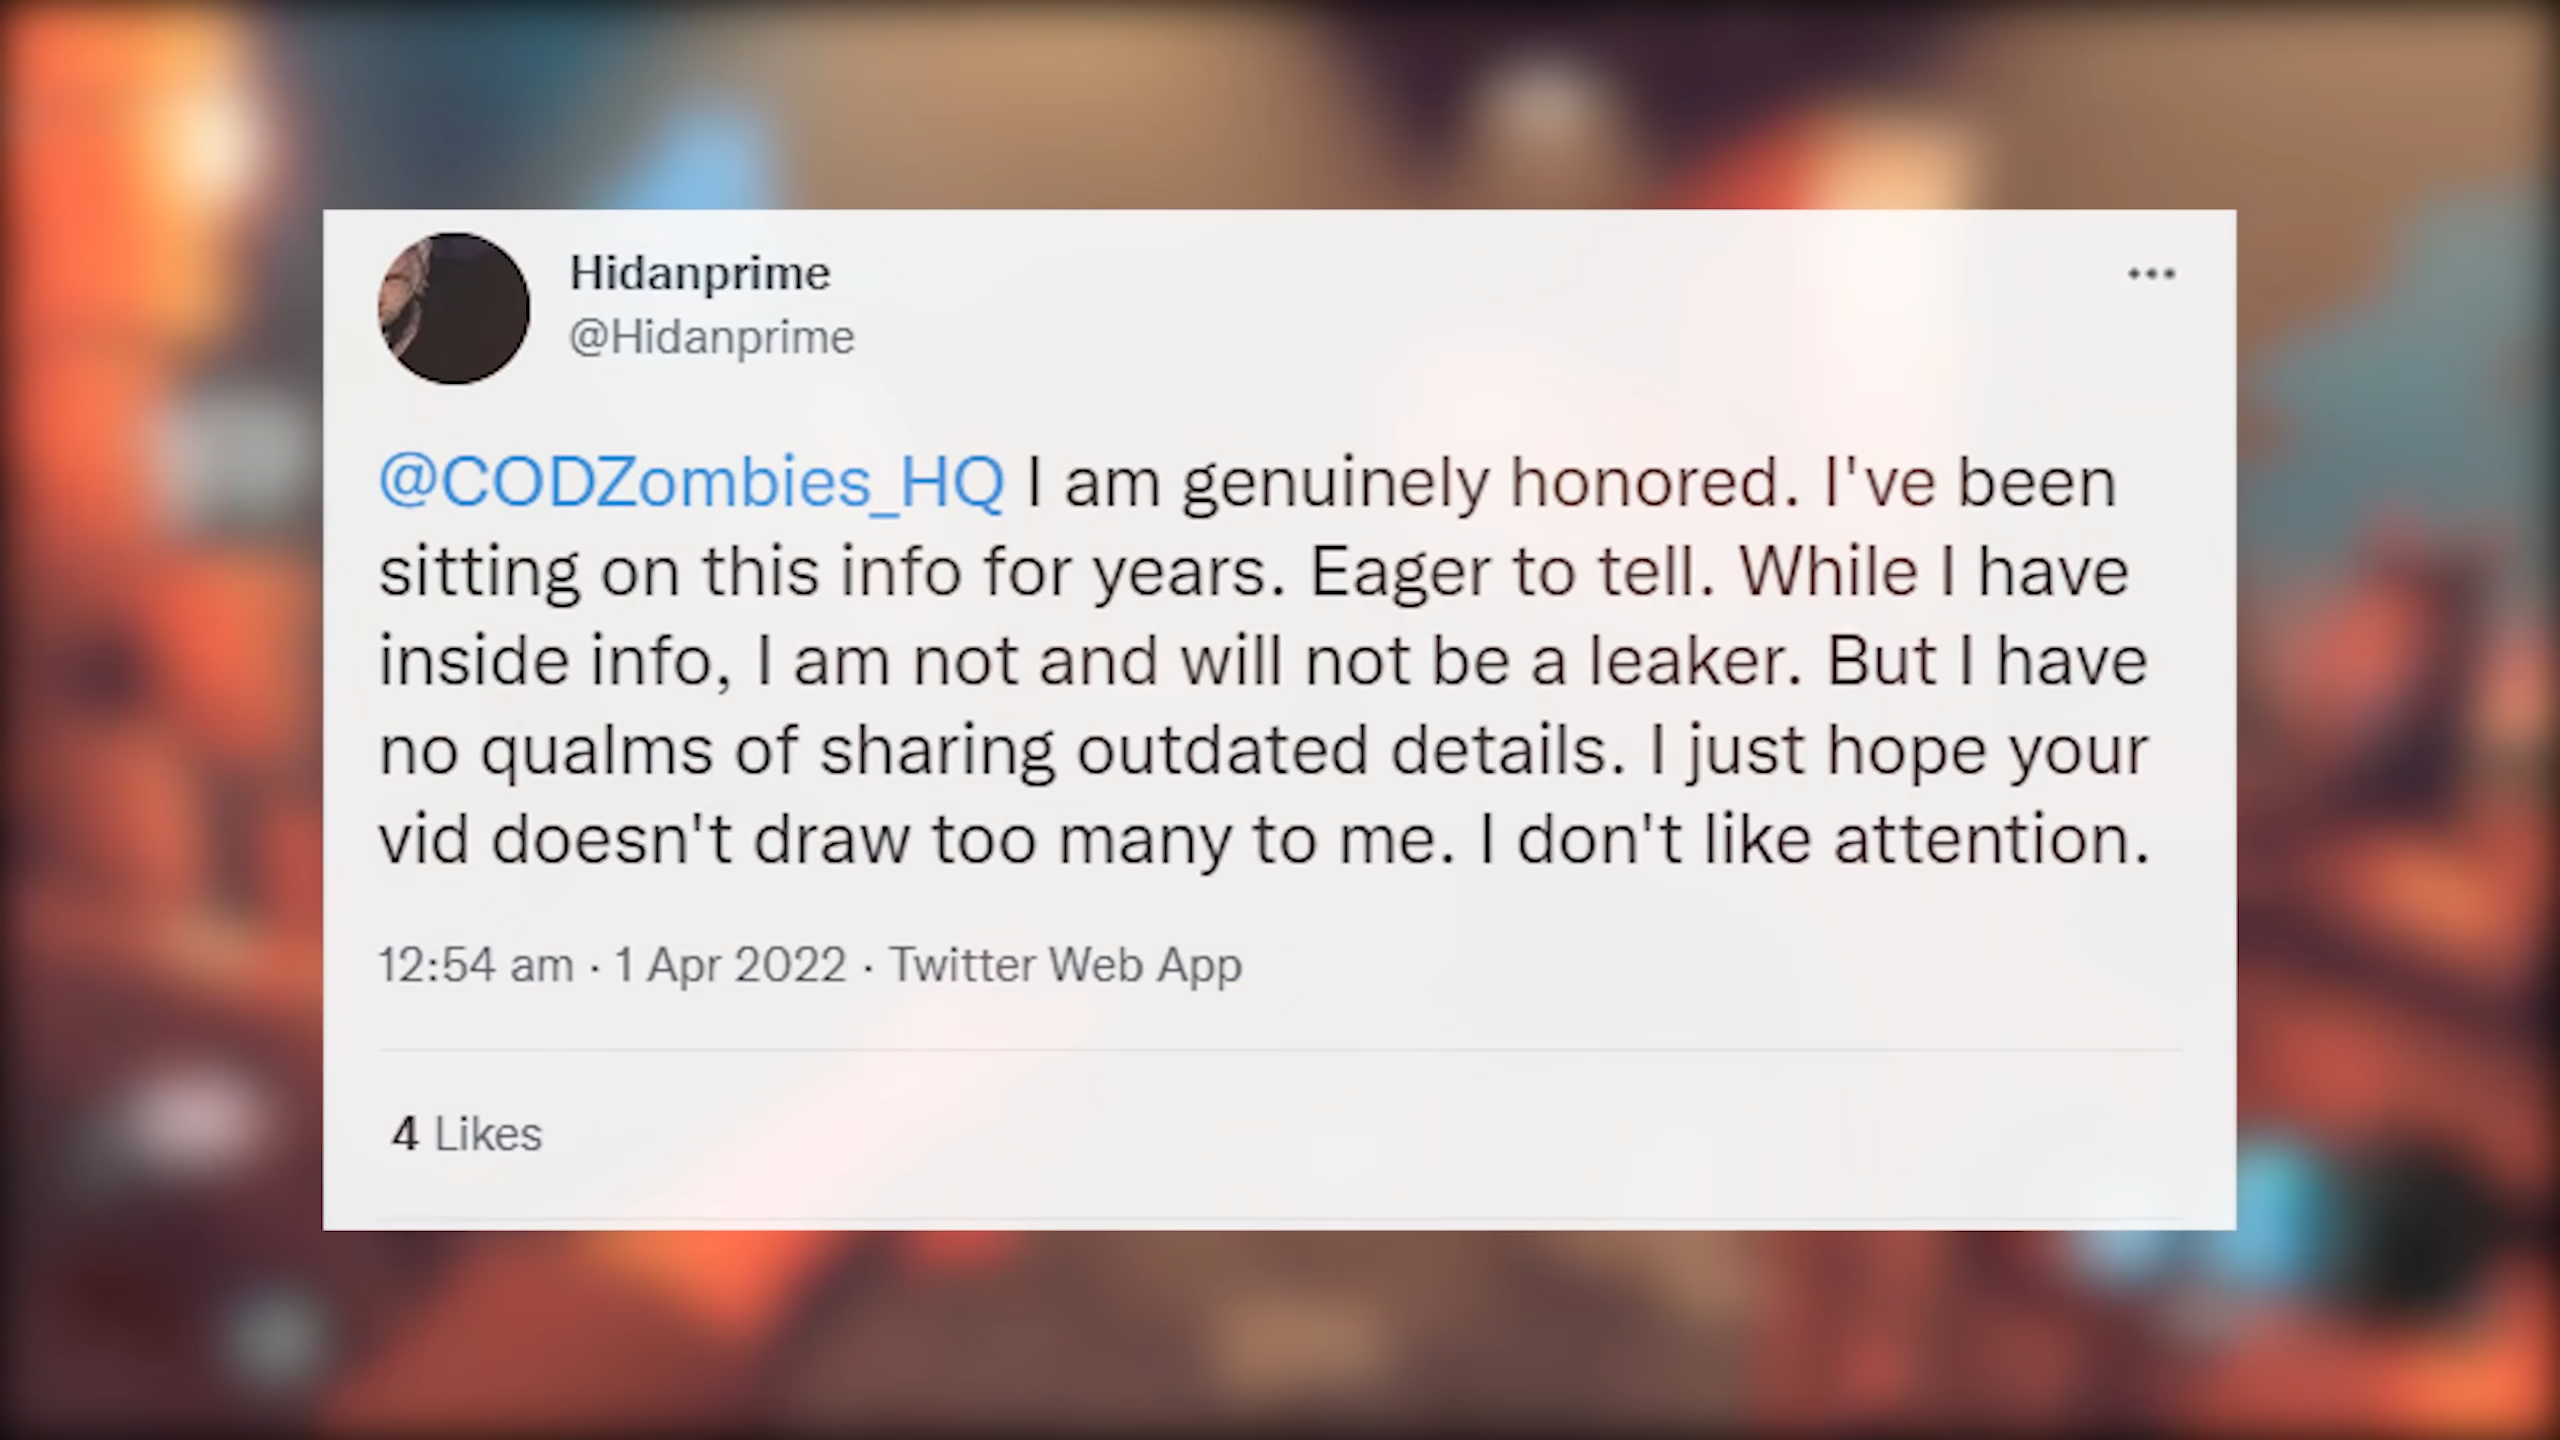 Hidanprime
@Hidanprime
@CODZombies_HQ I am genuinely honored. I've been
sitting on this info for years. Eager to tell. While I have
inside info, I am not and will not be a leaker. But I have
no qualms of sharing outdated details. I just hope your
vid doesn't draw too many to me. I don't like attention.
12:54 am · 1 Apr 2022 · Twitter Web App
4 Likes